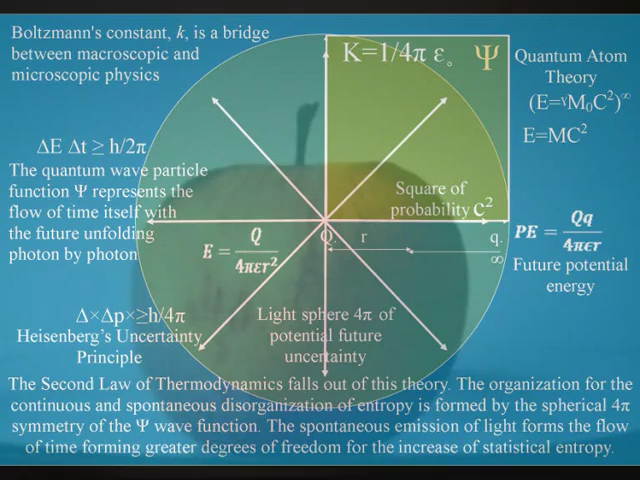 Boltzmann's constant, k, is a bridge
between macroscopic and
microscopic physics
K=1/4π ε。
Ψ
Quantum Atom
Theory
(E=ᵞM₀C²)∞
E=MC²
ΔE Δt ≥ h/2π
The quantum wave particle
function Ψ represents the
flow of time itself with
the future unfolding
photon by photon
Square of
probability C²
E = Q/4πεr²
Q. r q.
∞
PE = Qq/4πεr
Future potential
energy
Δ×Δp×≥h/4π
Heisenberg's Uncertainty
Principle
Light sphere 4π of
potential future
uncertainty
The Second Law of Thermodynamics falls out of this theory. The organization for the
continuous and spontaneous disorganization of entropy is formed by the spherical 4π
symmetry of the Ψ wave function. The spontaneous emission of light forms the flow
of time forming greater degrees of freedom for the increase of statistical entropy.